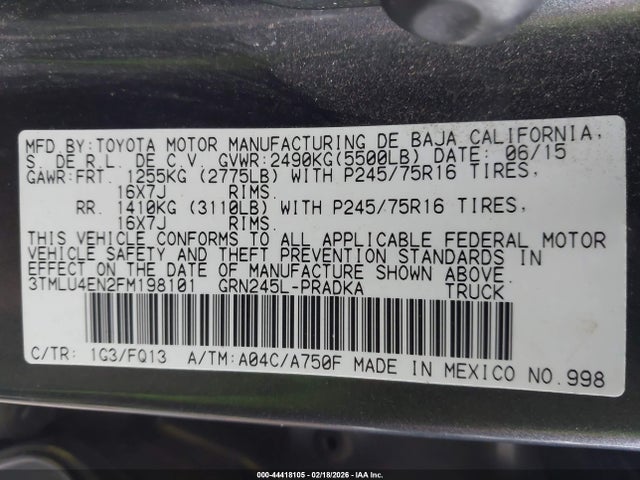 MFD.BY:TOYOTA MOTOR MANUFACTURING DE BAJA CALIFORNIA,
S. DE R.L. DE C.V. GVWR:2490KG(5500LB) DATE: 06/15
GAWR:FRT. 1255KG (2775LB) WITH P245/75R16 TIRES,
16X7J RIMS.
RR. 1410KG (3110LB) WITH P245/75R16 TIRES,
16X7J RIMS.
THIS VEHICLE CONFORMS TO ALL APPLICABLE FEDERAL MOTOR
VEHICLE SAFETY AND THEFT PREVENTION STANDARDS IN
EFFECT ON THE DATE OF MANUFACTURE SHOWN ABOVE.
3TMLU4EN2FM198101 GRN245L-PRADKA TRUCK
C/TR: 1G3/FQ13 A/TM:A04C/A750F MADE IN MEXICO NO.998
000-44418105 - 02/18/2026 - IAA Inc.